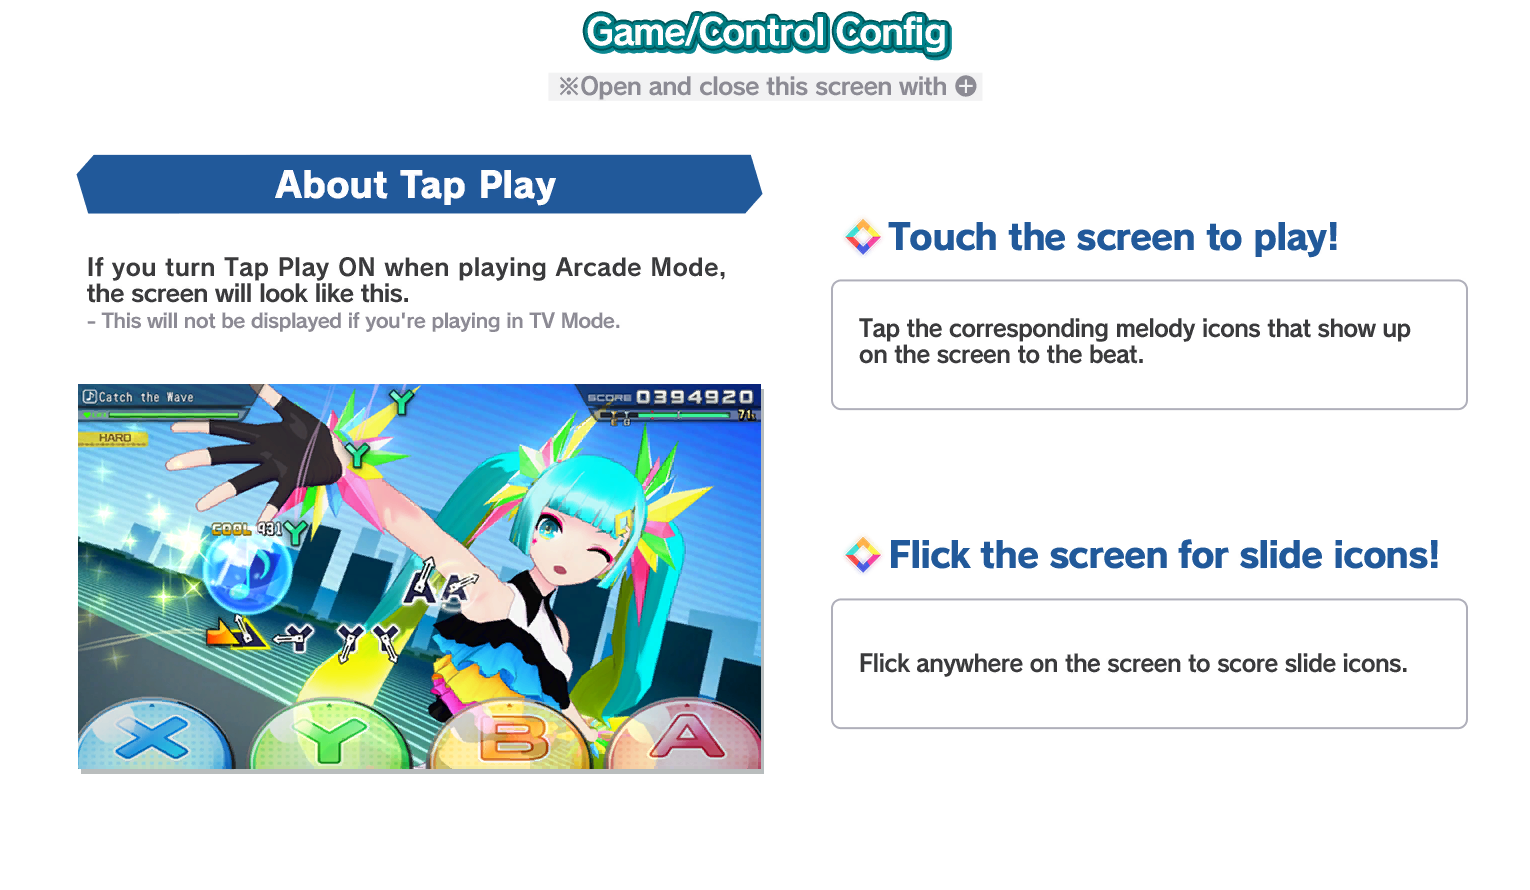 Game/Control Config
※Open and close this screen with
About Tap Play
If you turn Tap Play ON when playing Arcade Mode,
the screen will look like this.
- This will not be displayed if you're playing in TV Mode.
Catch the Wave
SCORE 0394920
HARD
Y
Y
COOL 931 Y
A A
Y Y Y
X Y B A
Touch the screen to play!
Tap the corresponding melody icons that show up
on the screen to the beat.
Flick the screen for slide icons!
Flick anywhere on the screen to score slide icons.